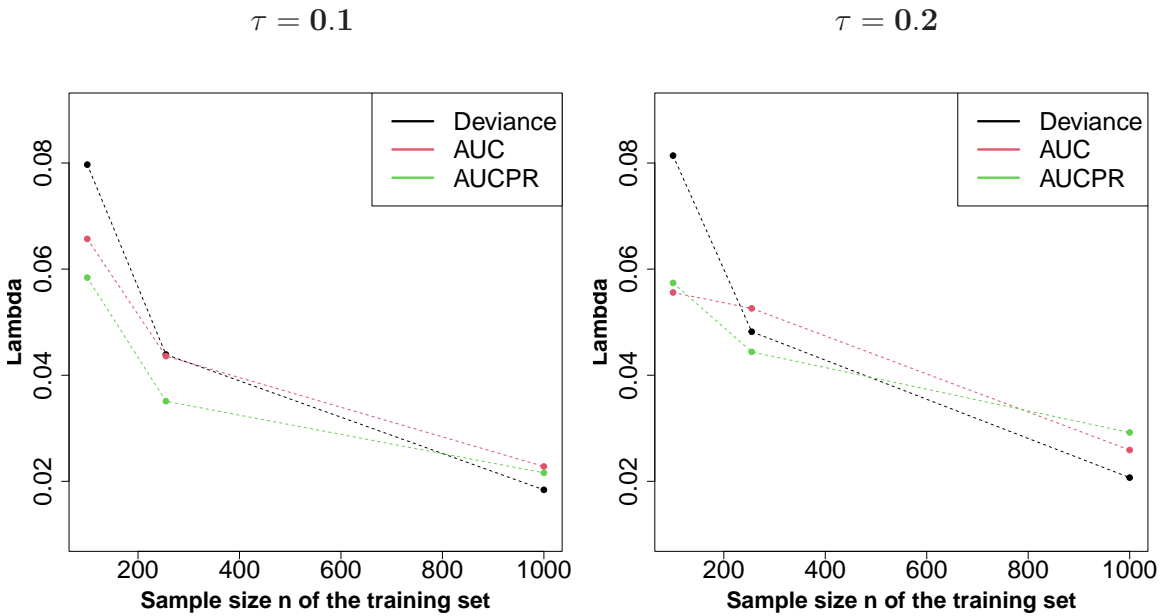 τ = 0.1
Deviance
AUC
AUCPR
0.08
0.06
0.04
0.02
Lambda
200 400 600 800 1000
Sample size n of the training set
τ = 0.2
Deviance
AUC
AUCPR
0.08
0.06
0.04
0.02
Lambda
200 400 600 800 1000
Sample size n of the training set